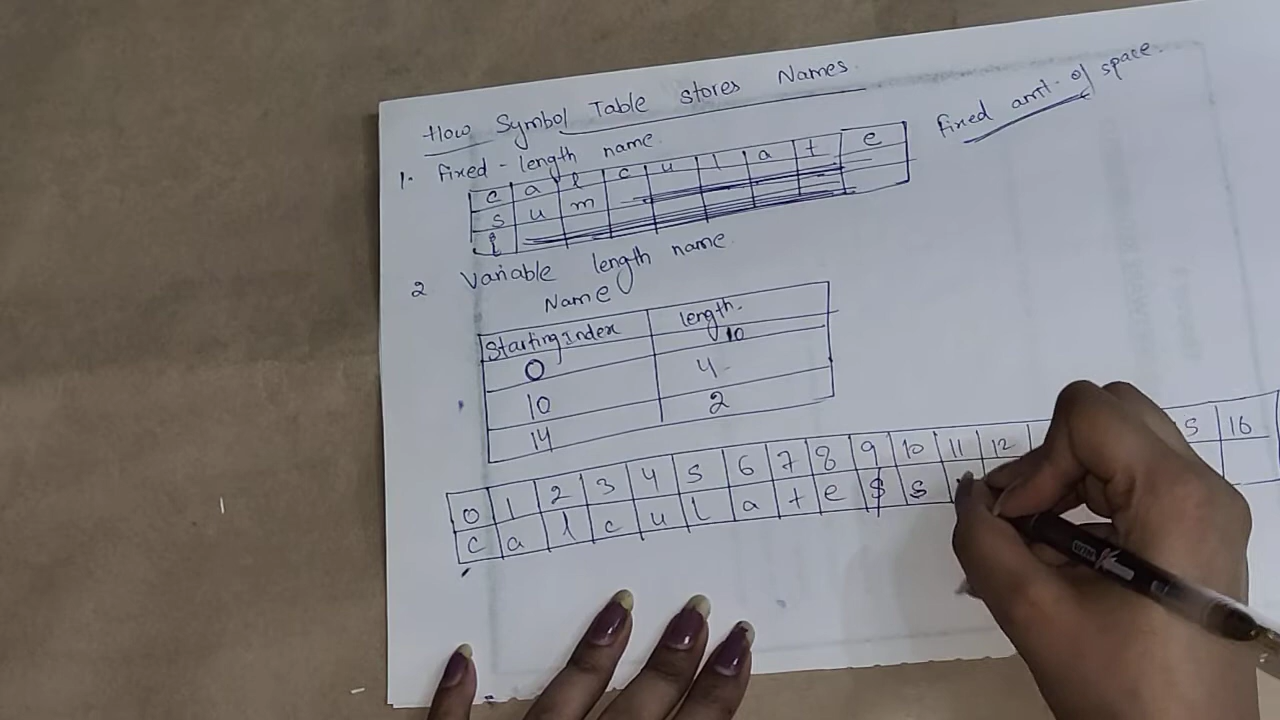 How Symbol Table stores Names.
fixed amt. of space.
1. fixed-length name
c a l c u l a t e
s u m
i
2 Variable length name
Name
Starting Index length.
0 10
10 4
14 2
0 1 2 3 4 5 6 7 8 9 10 11 12 5 16
c a l c u l a t e $ s